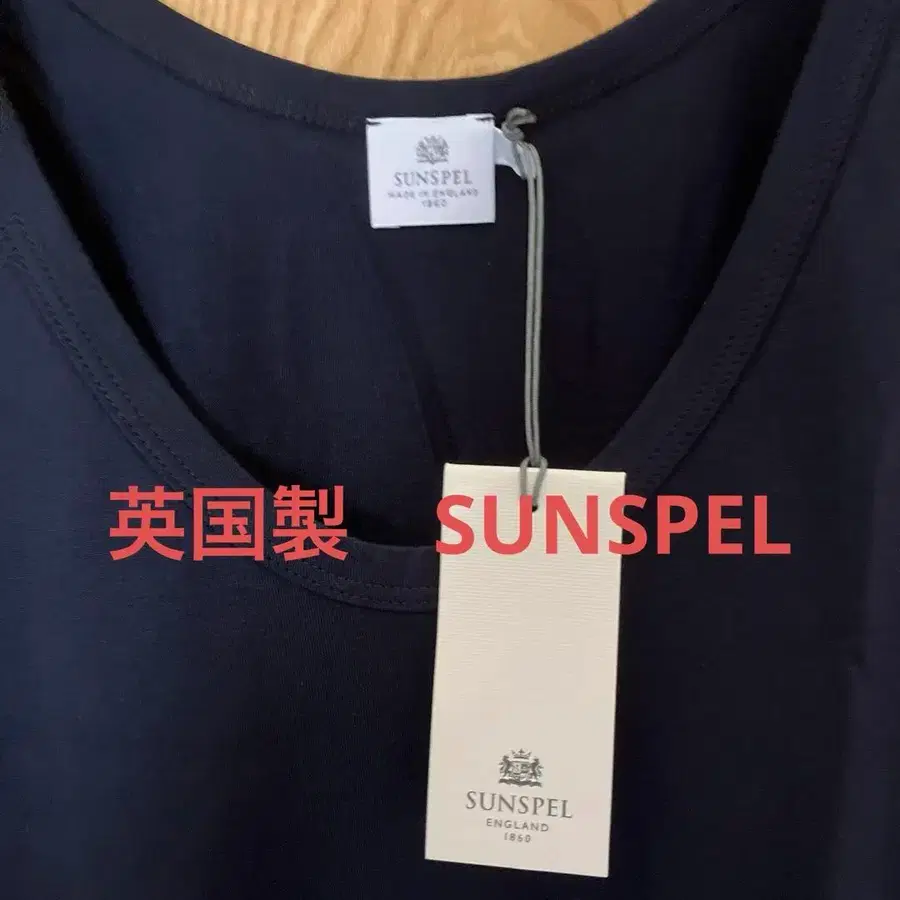 SUNSPEL
MADE IN ENGLAND
1860
英国製 SUNSPEL
SUNSPEL
ENGLAND
1860